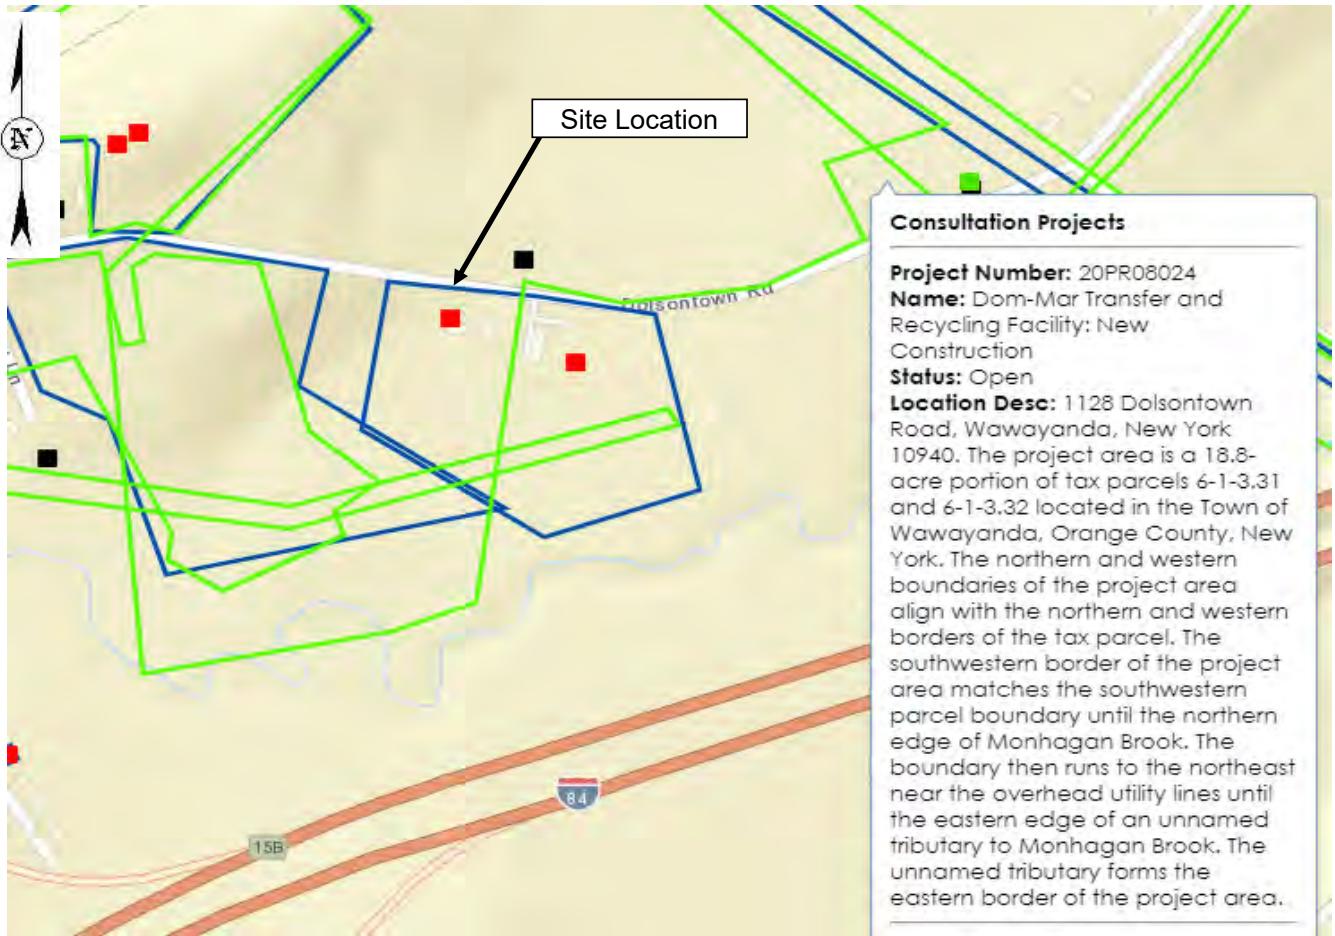 N
Site Location
Dolsontown Rd
ln
84
15B
Consultation Projects
Project Number: 20PR08024
Name: Dom-Mar Transfer and
Recycling Facility: New
Construction
Status: Open
Location Desc: 1128 Dolsontown
Road, Wawayanda, New York
10940. The project area is a 18.8-
acre portion of tax parcels 6-1-3.31
and 6-1-3.32 located in the Town of
Wawayanda, Orange County, New
York. The northern and western
boundaries of the project area
align with the northern and western
borders of the tax parcel. The
southwestern border of the project
area matches the southwestern
parcel boundary until the northern
edge of Monhagan Brook. The
boundary then runs to the northeast
near the overhead utility lines until
the eastern edge of an unnamed
tributary to Monhagan Brook. The
unnamed tributary forms the
eastern border of the project area.